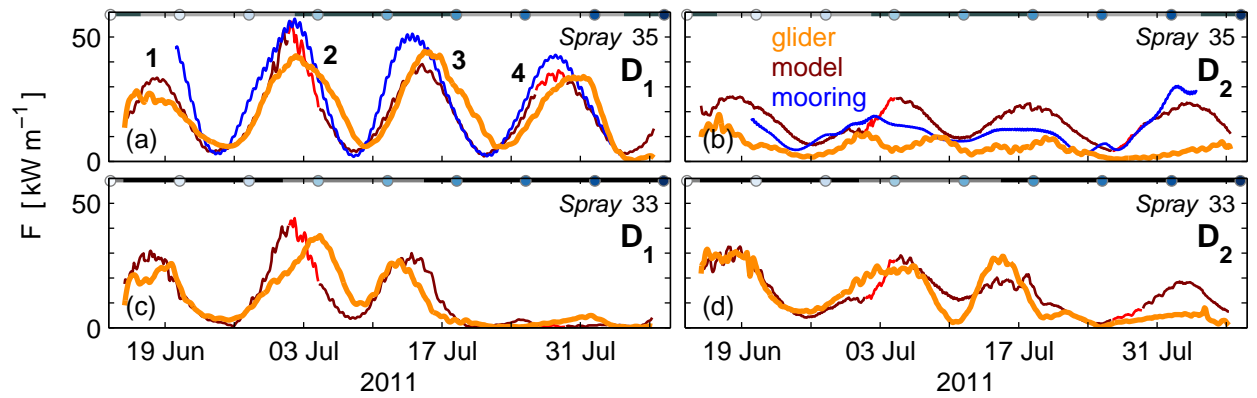 50
0
F [ kW m−1 ]
1
2
3
4
Spray 35
D1
(a)
glider
model
mooring
Spray 35
D2
(b)
50
0
Spray 33
D1
(c)
Spray 33
D2
(d)
19 Jun 03 Jul 17 Jul 31 Jul
2011
19 Jun 03 Jul 17 Jul 31 Jul
2011